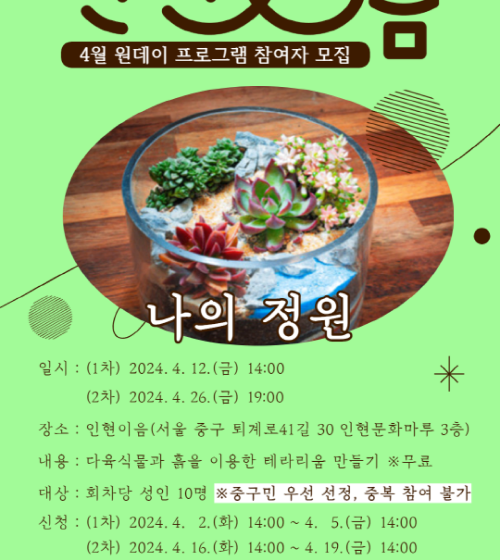 4월 원데이 프로그램 참여자 모집
나의 정원
일시 : (1차) 2024. 4. 12.(금) 14:00
(2차) 2024. 4. 26.(금) 19:00
장소 : 인현이음(서울 중구 퇴계로41길 30 인현문화마루 3층)
내용 : 다육식물과 흙을 이용한 테라리움 만들기 ※무료
대상 : 회차당 성인 10명 ※중구민 우선 선정, 중복 참여 불가
신청 : (1차) 2024. 4. 2.(화) 14:00 ~ 4. 5.(금) 14:00
(2차) 2024. 4. 16.(화) 14:00 ~ 4. 19.(금) 14:00